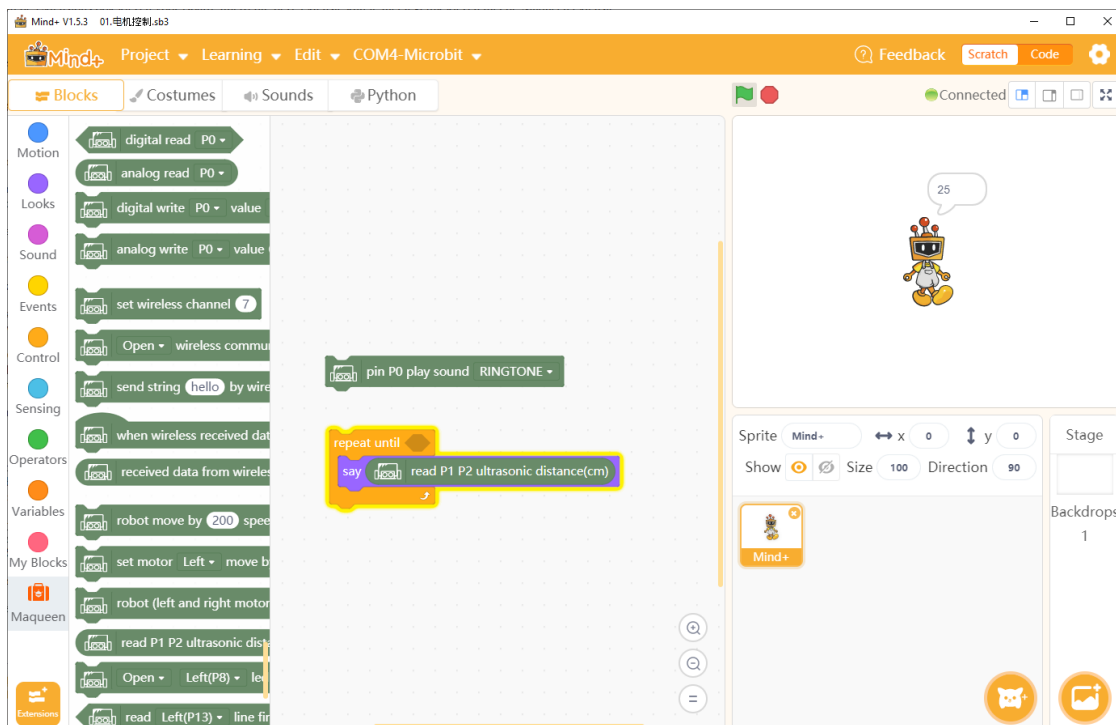 Mind+ V1.5.3 01.电机控制.sb3
Mind+ Project Learning Edit COM4-Microbit Feedback Scratch Code
Blocks Costumes Sounds Python Connected
Motion
Looks
Sound
Events
Control
Sensing
Operators
Variables
My Blocks
Maqueen
Extensions
digital read P0
analog read P0
digital write P0 value
analog write P0 value
set wireless channel 7
Open wireless commu
send string hello by wire
when wireless received dat
received data from wireles
robot move by 200 spee
set motor Left move b
robot (left and right motor
read P1 P2 ultrasonic dista
Open Left(P8) le
read Left(P13) line fin
pin P0 play sound RINGTONE
repeat until
say read P1 P2 ultrasonic distance(cm)
25
Sprite Mind+ x 0 y 0
Show Size 100 Direction 90
Mind+
Stage
Backdrops
1